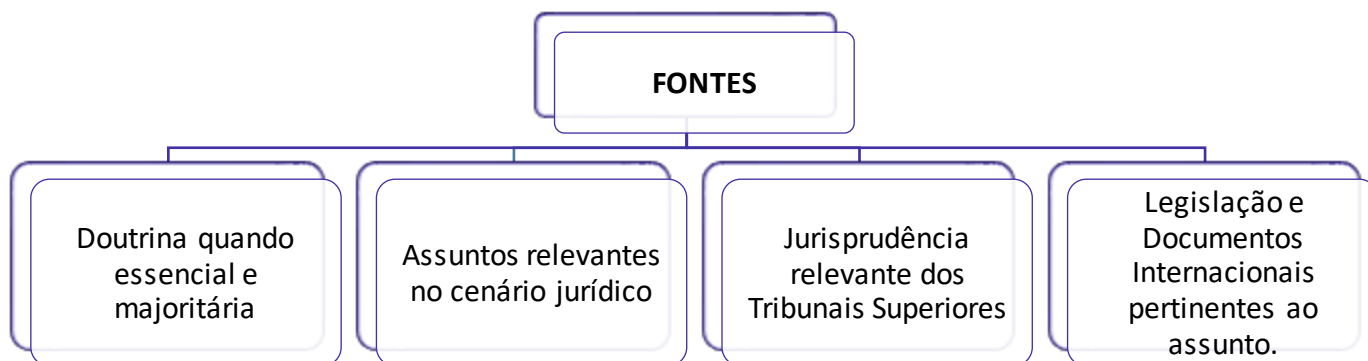 FONTES
Doutrina quando
essencial e
majoritária
Assuntos relevantes
no cenário jurídico
Jurisprudência
relevante dos
Tribunais Superiores
Legislação e
Documentos
Internacionais
pertinentes ao
assunto.